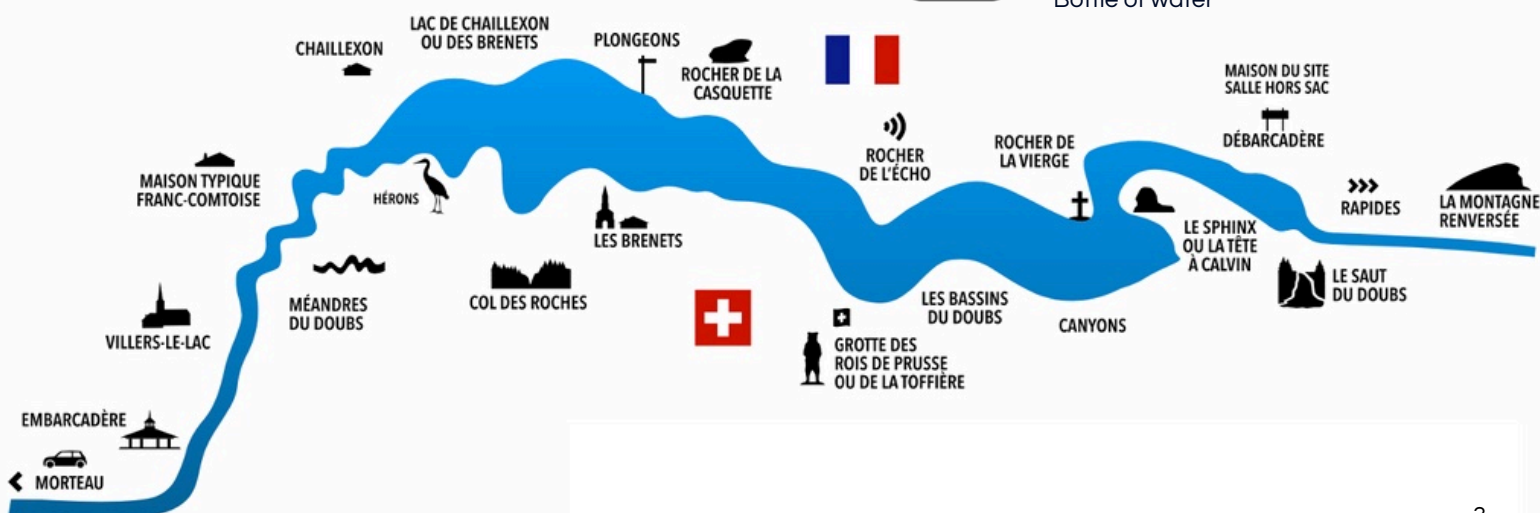 Bottle of water
LAC DE CHAILLEXON
OU DES BRENETS
CHAILLEXON
PLONGEONS
ROCHER DE LA
CASQUETTE
MAISON DU SITE
SALLE HORS SAC
DÉBARCADÈRE
ROCHER
DE L'ÉCHO
ROCHER DE
LA VIERGE
MAISON TYPIQUE
FRANC-COMTOISE
HÉRONS
RAPIDES
LA MONTAGNE
RENVERSÉE
LES BRENETS
LE SPHINX
OU LA TÊTE
À CALVIN
MÉANDRES
DU DOUBS
COL DES ROCHES
LE SAUT
DU DOUBS
LES BASSINS
DU DOUBS
CANYONS
VILLERS-LE-LAC
GROTTE DES
ROIS DE PRUSSE
OU DE LA TOFFIÈRE
EMBARCADÈRE
MORTEAU